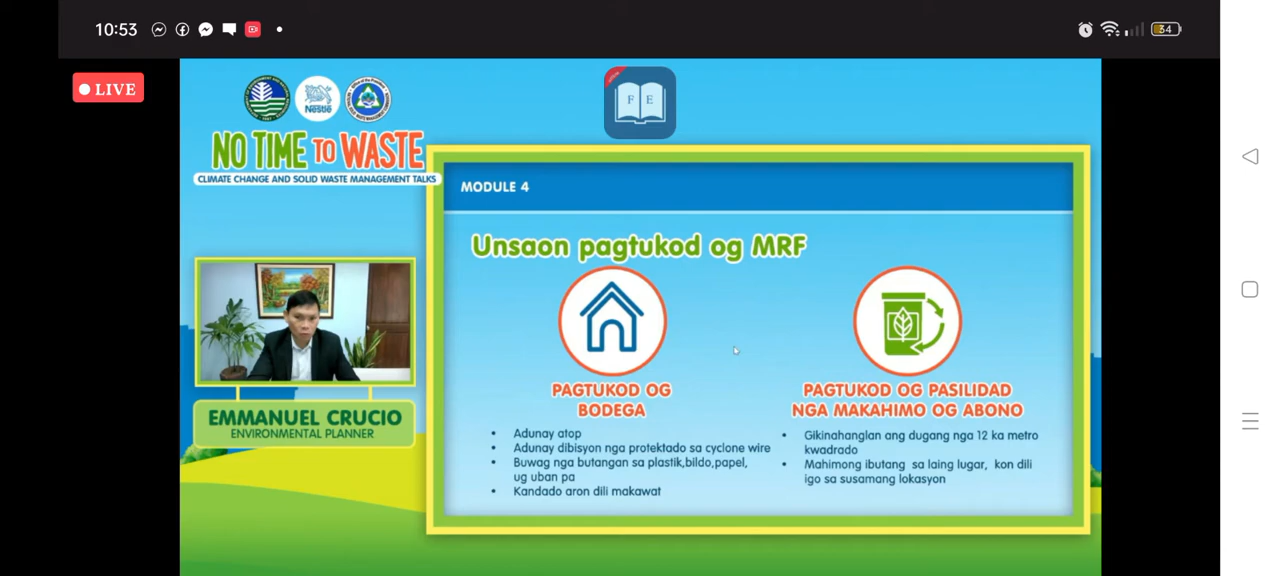 10:53
34
LIVE
Nestlé
F E
NO TIME TO WASTE
CLIMATE CHANGE AND SOLID WASTE MANAGEMENT TALKS
MODULE 4
Unsaon pagtukod og MRF
PAGTUKOD OG
BODEGA
• Adunay atop
• Adunay dibisyon nga protektado sa cyclone wire
• Buwag nga butangan sa plastik,bildo,papel,
ug uban pa
• Kandado aron dili makawat
PAGTUKOD OG PASILIDAD
NGA MAKAHIMO OG ABONO
• Gikinahanglan ang dugang nga 12 ka metro
kwadrado
• Mahimong ibutang sa laing lugar, kon dili
igo sa susamang lokasyon
EMMANUEL CRUCIO
ENVIRONMENTAL PLANNER